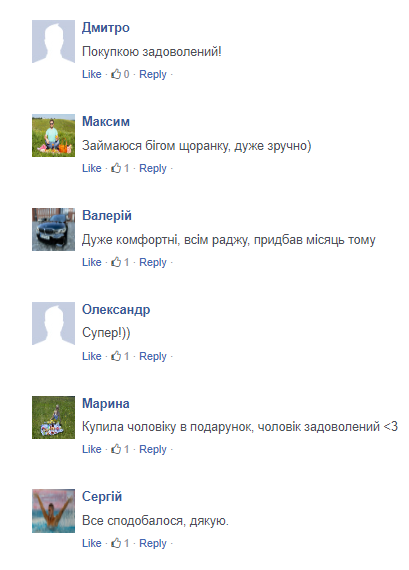 Дмитро
Покупкою задоволений!
Like · 0 · Reply ·
Максим
Займаюся бігом щоранку, дуже зручно)
Like · 1 · Reply ·
Валерій
Дуже комфортні, всім раджу, придбав місяць тому
Like · 1 · Reply ·
Олександр
Супер!))
Like · 1 · Reply ·
Марина
Купила чоловіку в подарунок, чоловік задоволений <3
Like · 1 · Reply ·
Сергій
Все сподобалося, дякую.
Like · 1 · Reply ·